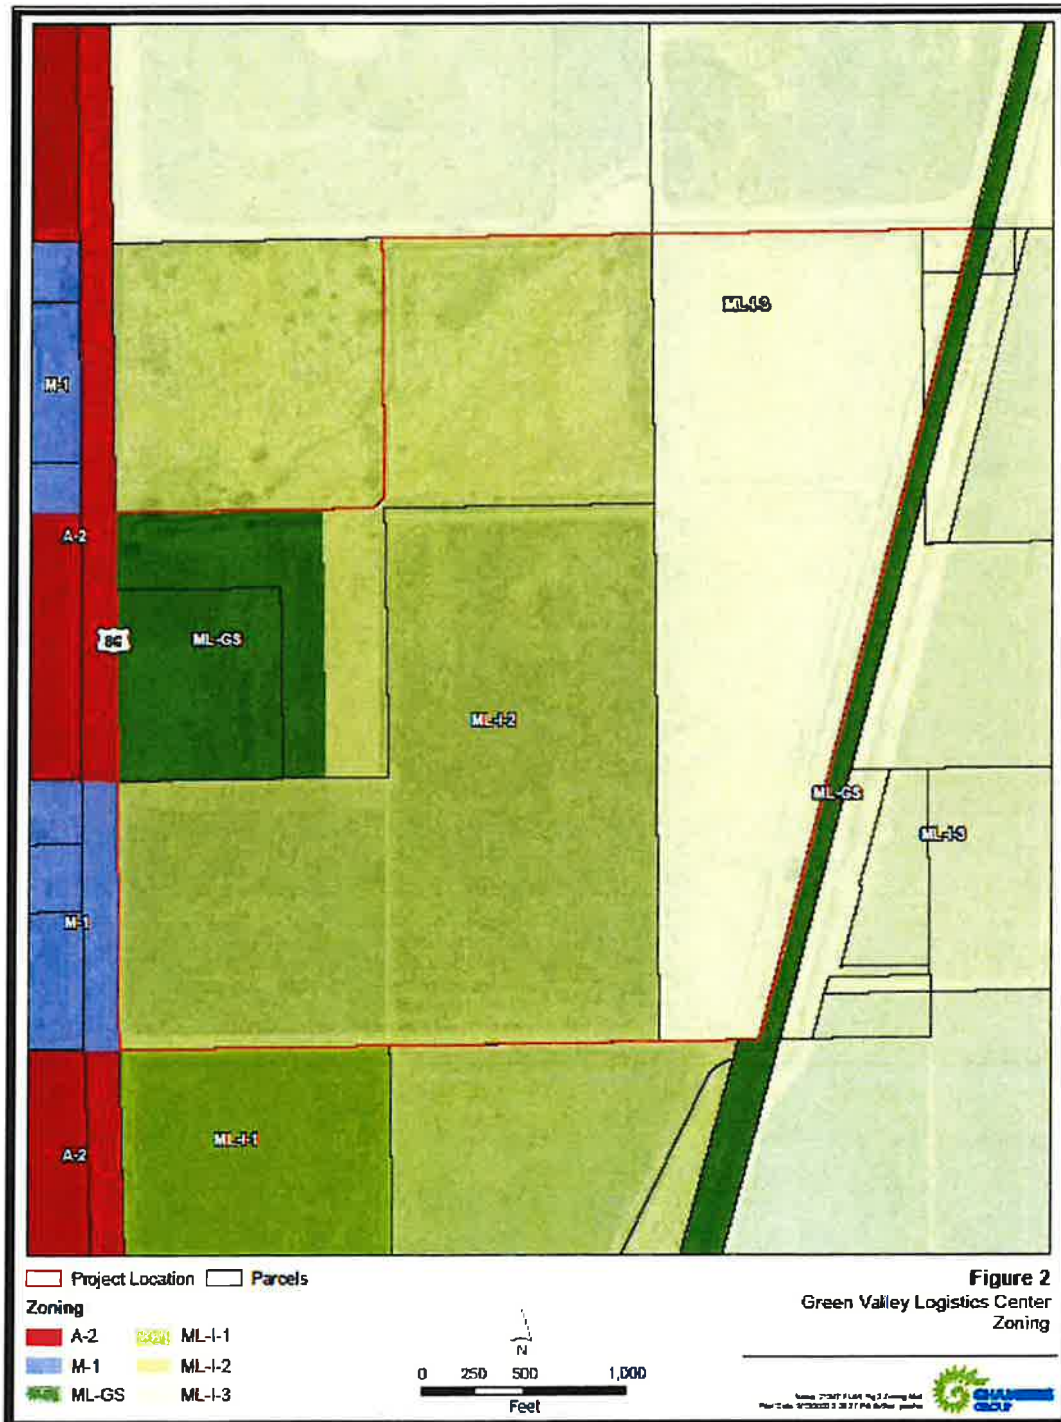 ML-I-3
M-1
A-2
86
ML-GS
ML-I-2
ML-GS
ML-I-3
M-1
ML-I-1
A-2
Project Location
Parcels
Figure 2
Green Valley Logistics Center
Zoning
Zoning
A-2
ML-I-1
M-1
ML-I-2
ML-GS
ML-I-3
N
0 250 500 1,000
Feet
CHAMBERS
GROUP